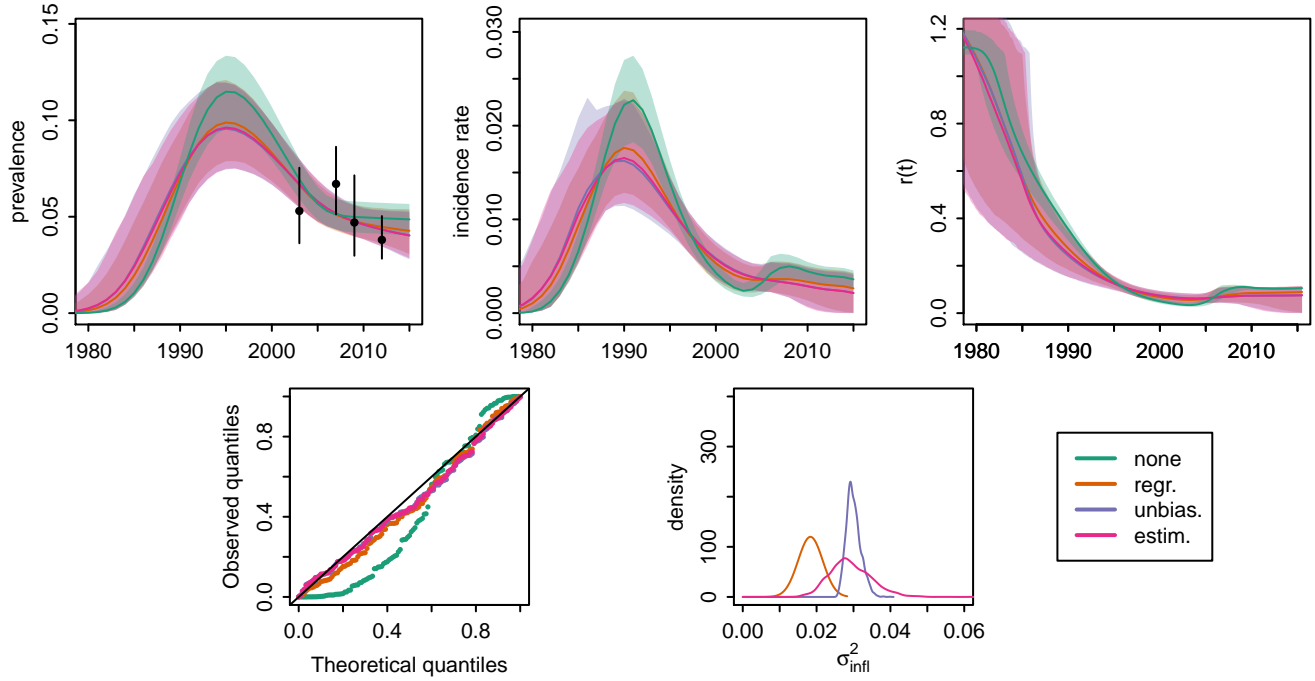 prevalence
0.00 0.05 0.10 0.15
1980 1990 2000 2010
incidence rate
0.000 0.010 0.020 0.030
1980 1990 2000 2010
r(t)
0. 0.4 0.8 1.2
1980 1990 2000 2010
Observed quantiles
0.0 0.4 0.8
0.0 0.4 0.8
Theoretical quantiles
density
0 100 300
0.00 0.02 0.04 0.06
σ²infl
none
regr.
unbias.
estim.